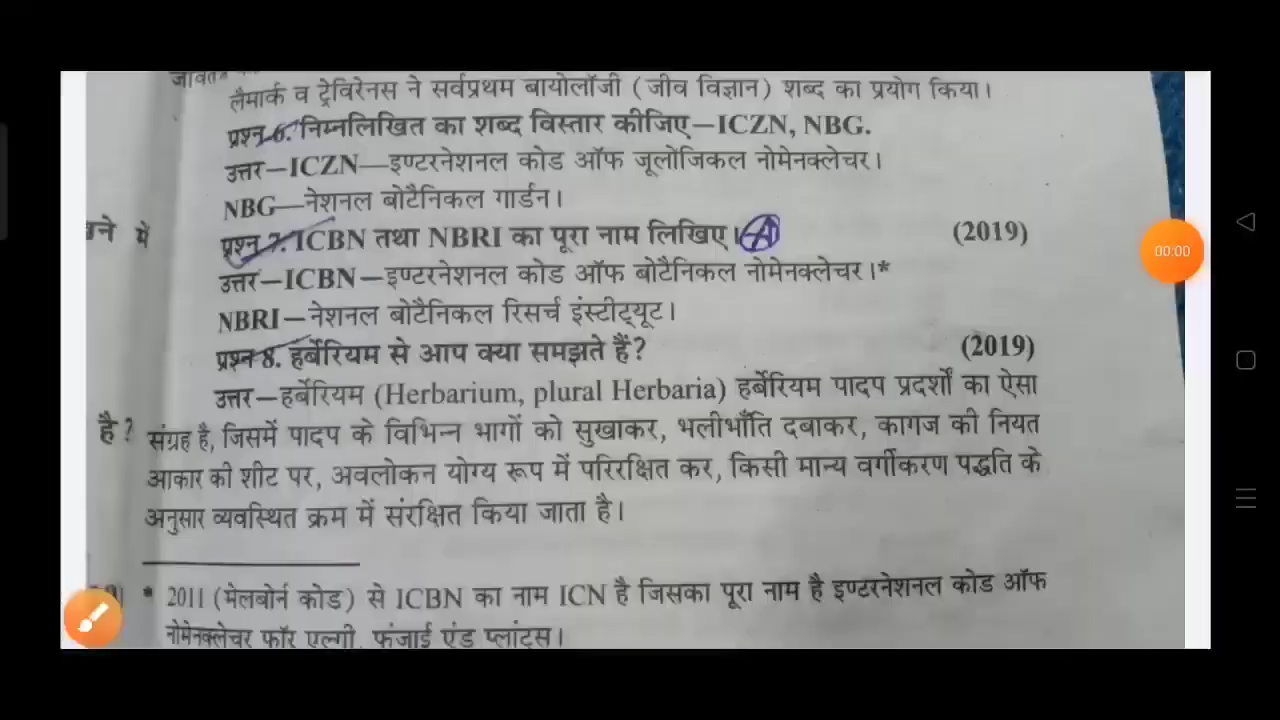 लैमार्क व ट्रेविरेनस ने सर्वप्रथम बायोलॉजी (जीव विज्ञान) शब्द का प्रयोग किया।
प्रश्न 6. निम्नलिखित का शब्द विस्तार कीजिए—ICZN, NBG.
उत्तर—ICZN—इण्टरनेशनल कोड ऑफ जूलोजिकल नोमेनक्लेचर।
NBG—नेशनल बोटैनिकल गार्डन।
में
प्रश्न 7. ICBN तथा NBRI का पूरा नाम लिखिए। A (2019)
00:00
उत्तर—ICBN—इण्टरनेशनल कोड ऑफ बोटैनिकल नोमेनक्लेचर।*
NBRI—नेशनल बोटैनिकल रिसर्च इंस्टीट्यूट।
प्रश्न 8. हर्बेरियम से आप क्या समझते हैं? (2019)
उत्तर—हर्बेरियम (Herbarium, plural Herbaria) हर्बेरियम पादप प्रदर्शों का ऐसा
है? संग्रह है, जिसमें पादप के विभिन्न भागों को सुखाकर, भलीभाँति दबाकर, कागज की नियत
आकार की शीट पर, अवलोकन योग्य रूप में परिरक्षित कर, किसी मान्य वर्गीकरण पद्धति के
अनुसार व्यवस्थित क्रम में संरक्षित किया जाता है।
* 2011 (मेलबोर्न कोड) से ICBN का नाम ICN है जिसका पूरा नाम है इण्टरनेशनल कोड ऑफ
नोमेनक्लेचर फॉर एल्गी, फंजाई एंड प्लांट्स।